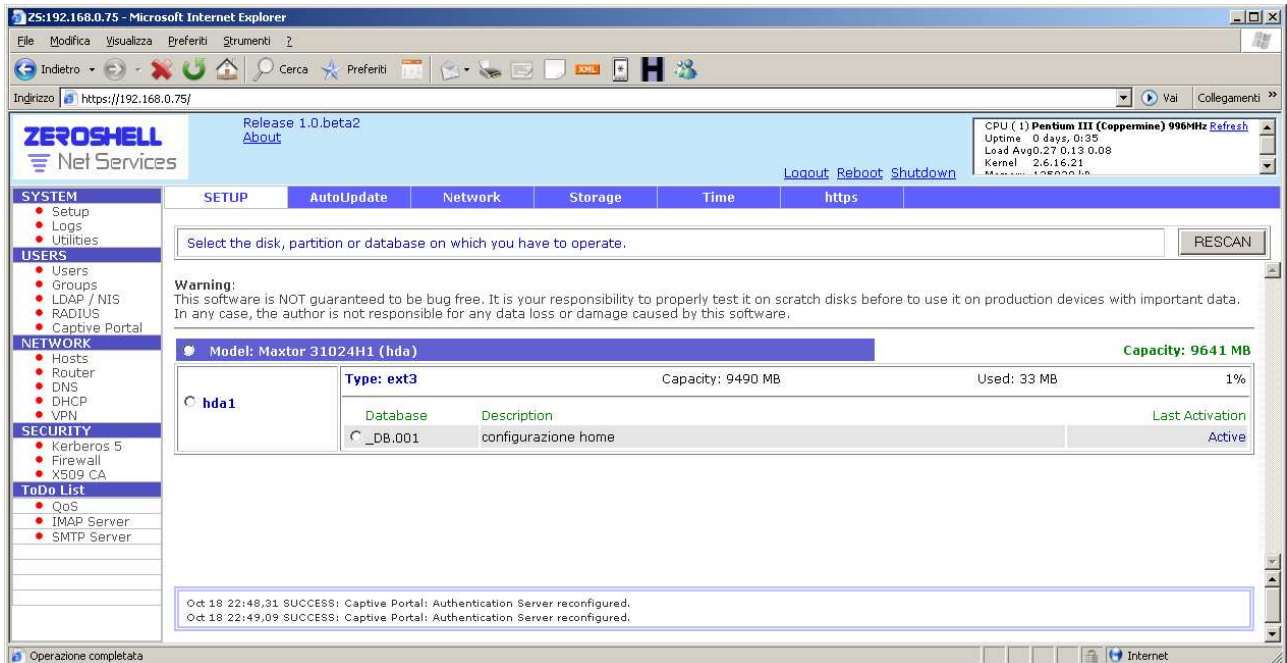 ZS:192.168.0.75 - Microsoft Internet Explorer
File Modifica Visualizza Preferiti Strumenti ?
Indietro Cerca Preferiti XML H
Indirizzo https://192.168.0.75/ Vai Collegamenti »
ZEROSHELL
Net Services
Release 1.0.beta2
About
CPU (1) Pentium III (Coppermine) 996MHz Refresh
Uptime 0 days, 0:35
Load Avg0.27 0.13 0.08
Kernel 2.6.16.21
Logout Reboot Shutdown
SETUP AutoUpdate Network Storage Time https
SYSTEM
Setup
Logs
Utilities
USERS
Users
Groups
LDAP / NIS
RADIUS
Captive Portal
NETWORK
Hosts
Router
DNS
DHCP
VPN
SECURITY
Kerberos 5
Firewall
X509 CA
ToDo List
QoS
IMAP Server
SMTP Server
Select the disk, partition or database on which you have to operate. RESCAN
Warning:
This software is NOT guaranteed to be bug free. It is your responsibility to properly test it on scratch disks before to use it on production devices with important data.
In any case, the author is not responsible for any data loss or damage caused by this software.
Model: Maxtor 31024H1 (hda) Capacity: 9641 MB
hda1
Type: ext3 Capacity: 9490 MB Used: 33 MB 1%
Database Description Last Activation
_DB.001 configurazione home Active
Oct 18 22:48,31 SUCCESS: Captive Portal: Authentication Server reconfigured.
Oct 18 22:49,09 SUCCESS: Captive Portal: Authentication Server reconfigured.
Operazione completata Internet